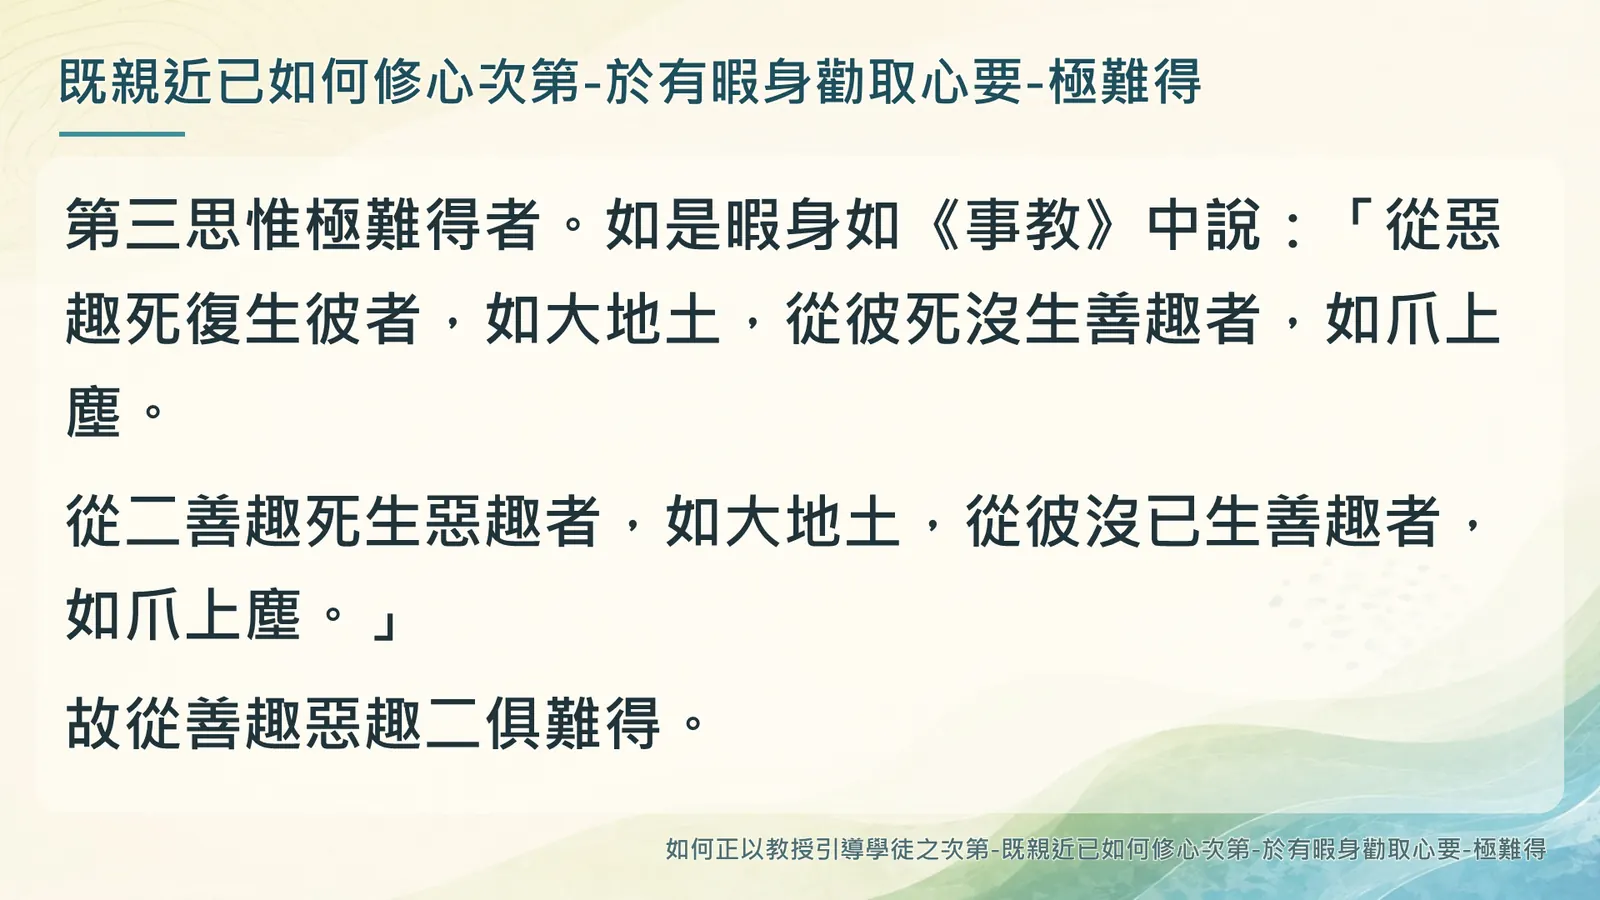 既親近已如何修心次第-於有暇身勸取心要-極難得
第三思惟極難得者。如是暇身如《事教》中說：「從惡
趣死復生彼者，如大地土，從彼死沒生善趣者，如爪上
塵。
從二善趣死生惡趣者，如大地土，從彼沒已生善趣者，
如爪上塵。」
故從善趣惡趣二俱難得。
如何正以教授引導學徒之次第-既親近已如何修心次第-於有暇身勸取心要-極難得